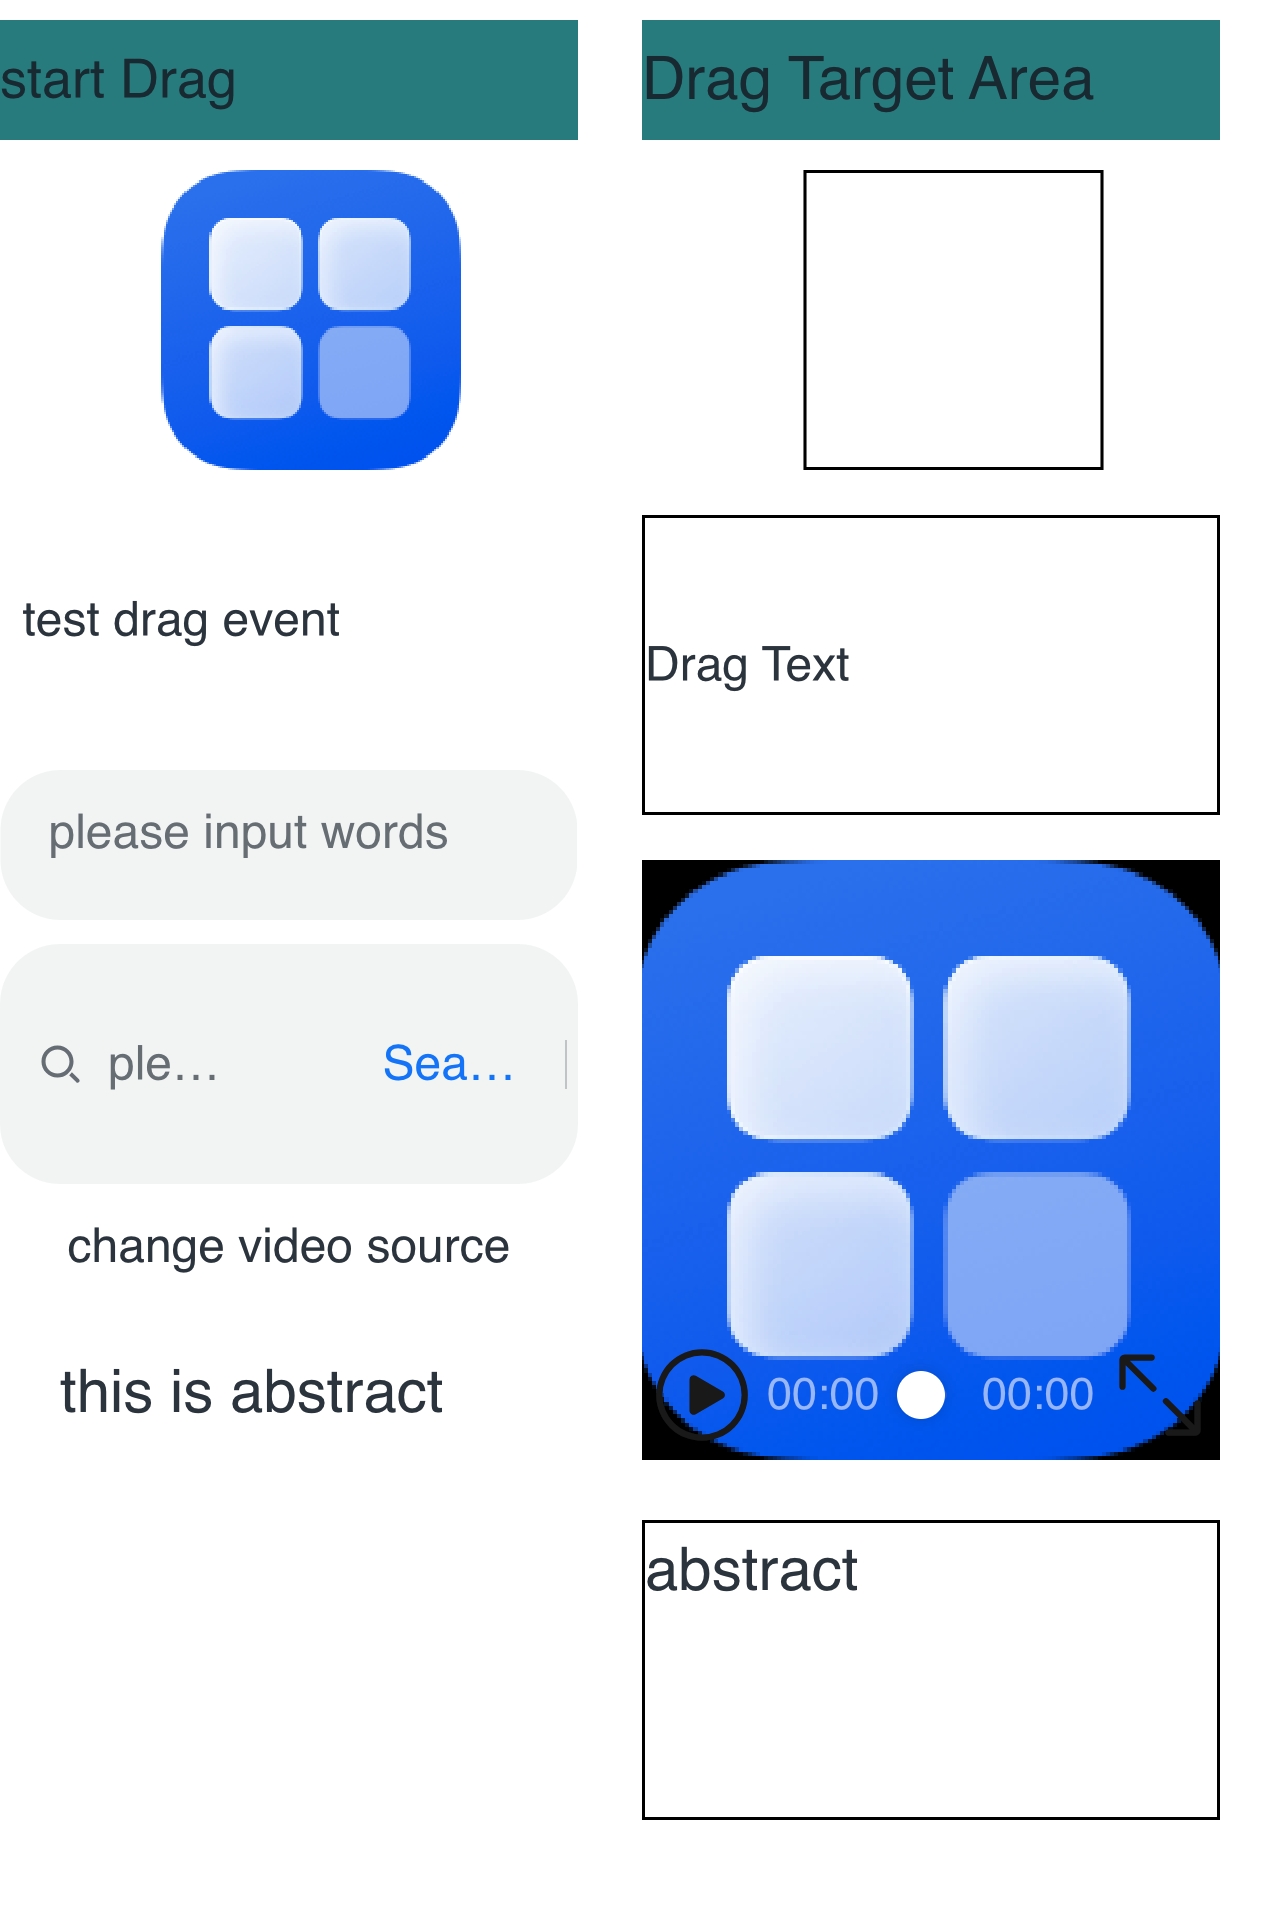 start Drag
Drag Target Area
test drag event
Drag Text
please input words
ple...
Sea...
change video source
this is abstract
00:00
00:00
abstract